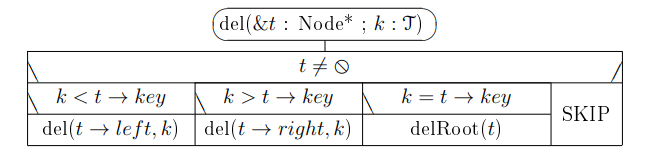 del(&t : Node* ; k : 𝒯)
t ≠ ⦸
k < t → key k > t → key k = t → key SKIP
del(t → left, k) del(t → right, k) delRoot(t)